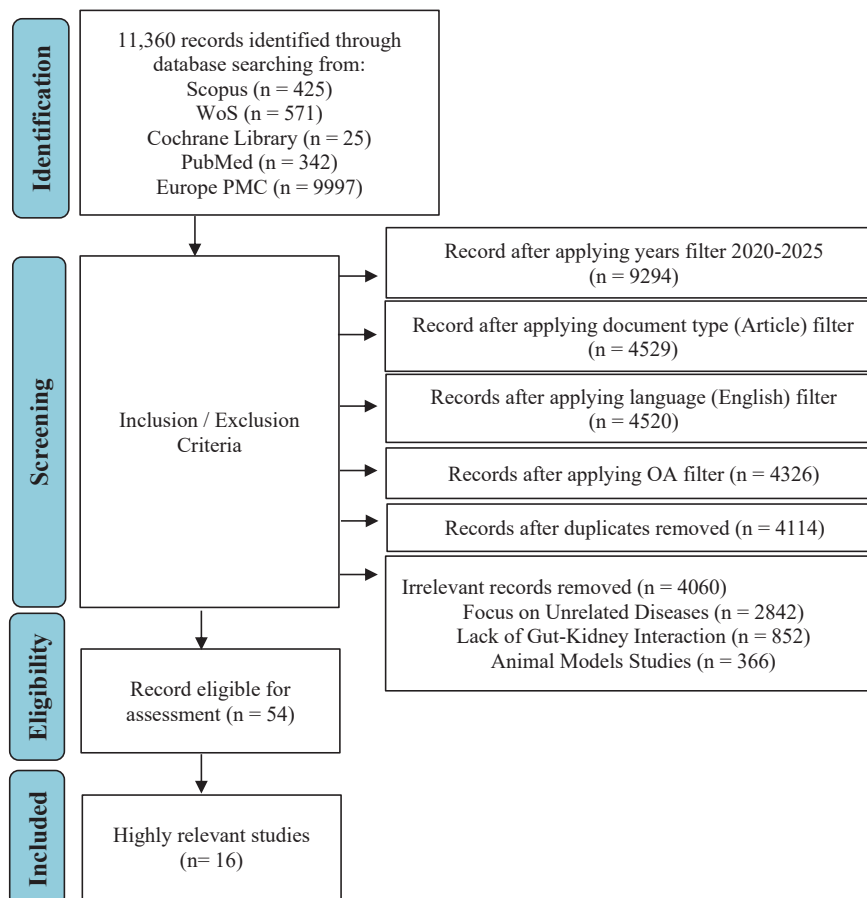 Identification
11,360 records identified through
database searching from:
Scopus (n = 425)
WoS (n = 571)
Cochrane Library (n = 25)
PubMed (n = 342)
Europe PMC (n = 9997)
Screening
Inclusion / Exclusion
Criteria
Record after applying years filter 2020-2025
(n = 9294)
Record after applying document type (Article) filter
(n = 4529)
Records after applying language (English) filter
(n = 4520)
Records after applying OA filter (n = 4326)
Records after duplicates removed (n = 4114)
Irrelevant records removed (n = 4060)
Focus on Unrelated Diseases (n = 2842)
Lack of Gut-Kidney Interaction (n = 852)
Animal Models Studies (n = 366)
Eligibility
Record eligible for
assessment (n = 54)
Included
Highly relevant studies
(n= 16)